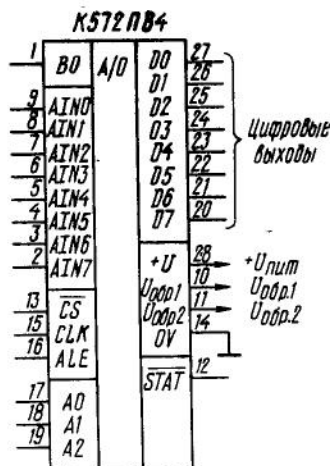 К572ПВ4
1 ВО А/О D0 27
D1 26
9 AIN0 D2 25
8 AIN1 D3 24
7 AIN2 D4 23
6 AIN3 D5 22
5 AIN4 D6 21
4 AIN5 D7 20
3 AIN6
2 AIN7
Цифровые
выходы
+U 28 +Uпит
13 CS Uобр1 10 Uобр.1
15 CLK Uобр2 11 Uобр.2
16 ALE OV 14
STAT 12
17 A0
18 A1
19 A2